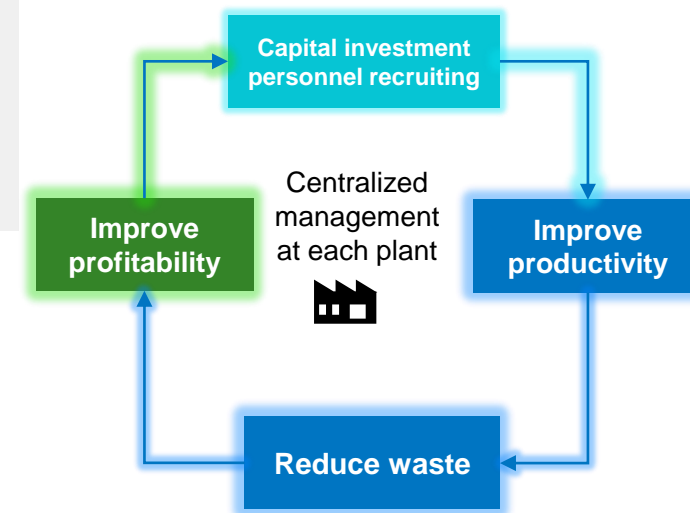 Capital investment
personnel recruiting
Centralized
management
at each plant
Improve
profitability
Improve
productivity
Reduce waste